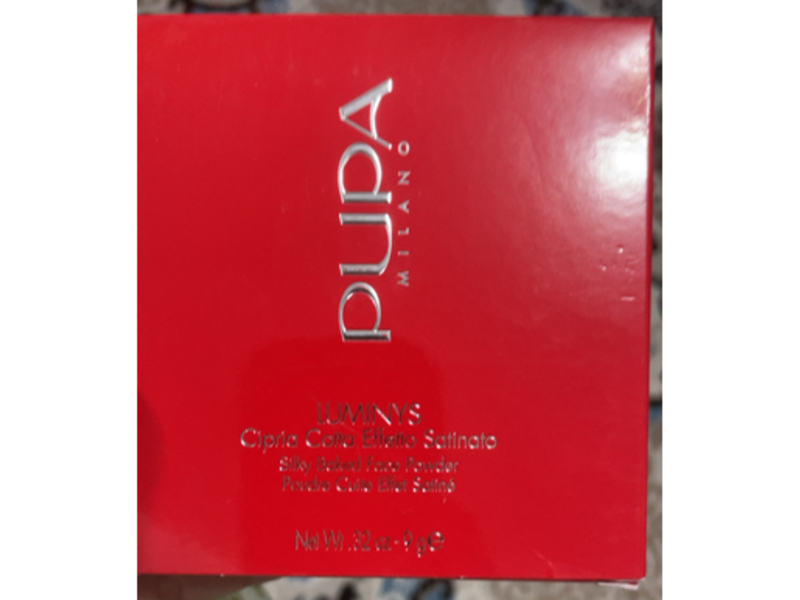 PUPA
MILANO
LUMINYS
Cipria Cotta Effetto Satinato
Silky Baked Face Powder
Poudre Cuite Effet Satiné
Net Wt .32 oz - 9 g ℮